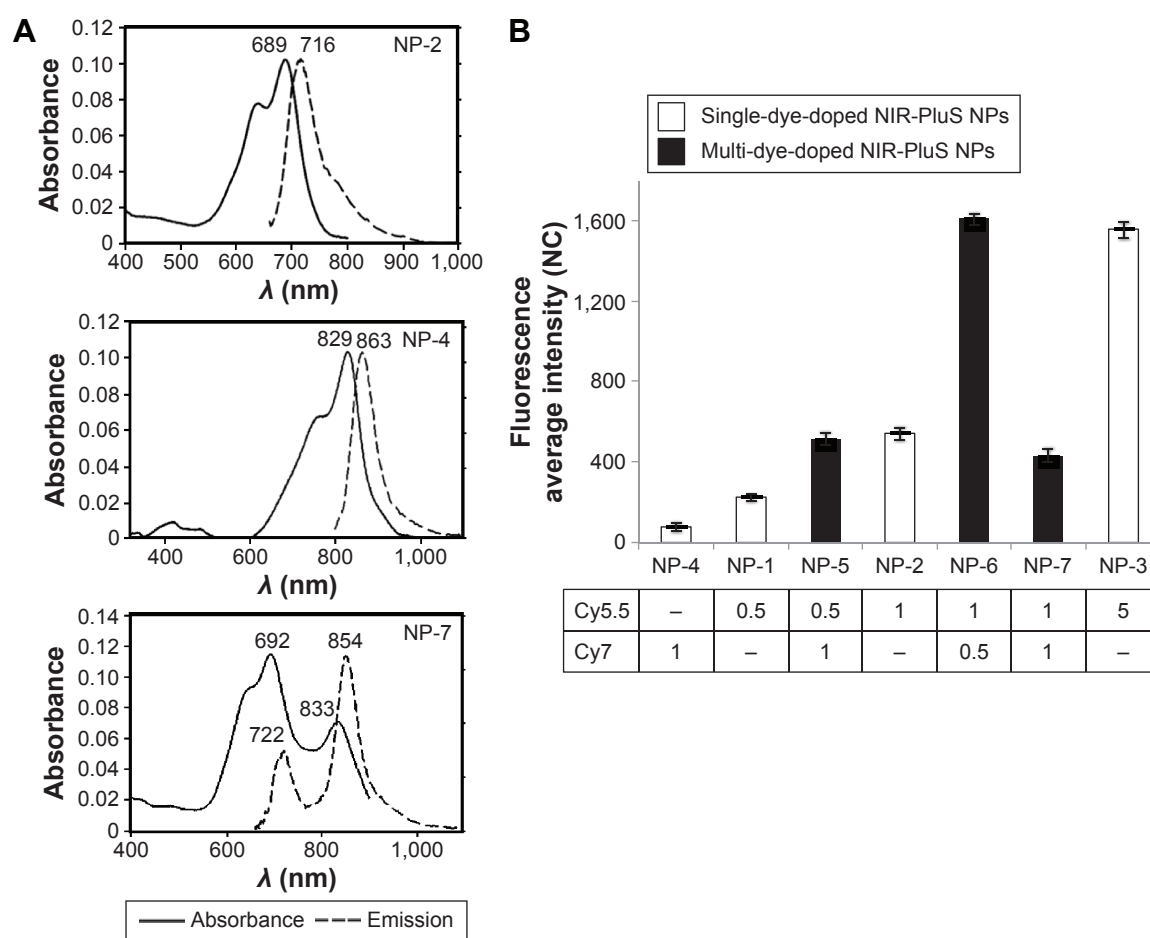 A
Absorbance
0.12
0.10
0.08
0.06
0.04
0.02
0
689 716
NP-2
400 500 600 700 800 900 1,000
λ (nm)
Absorbance
0.12
0.10
0.08
0.06
0.04
0.02
0
829 863
NP-4
400 600 800 1,000
λ (nm)
Absorbance
0.14
0.12
0.10
0.08
0.06
0.04
0.02
0
692
722
833
854
NP-7
400 600 800 1,000
λ (nm)
Absorbance Emission
B
Single-dye-doped NIR-PluS NPs
Multi-dye-doped NIR-PluS NPs
Fluorescence
average intensity (NC)
1,600
1,200
800
400
0
NP-4 NP-1 NP-5 NP-2 NP-6 NP-7 NP-3
Cy5.5 – 0.5 0.5 1 1 1 5
Cy7 1 – 1 – 0.5 1 –